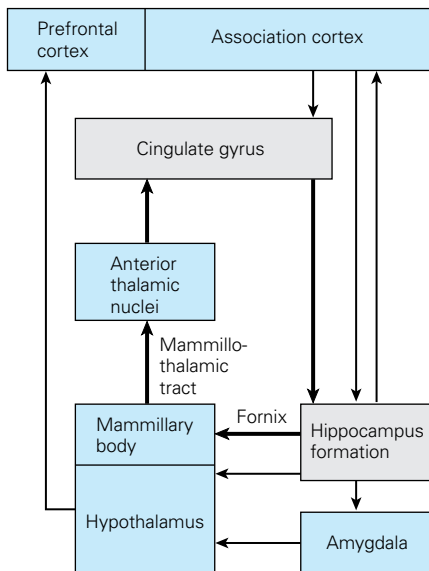 Prefrontal
cortex
Association cortex
Cingulate gyrus
Anterior
thalamic
nuclei
Mammillo-
thalamic
tract
Mammillary
body
Fornix
Hippocampus
formation
Hypothalamus
Amygdala